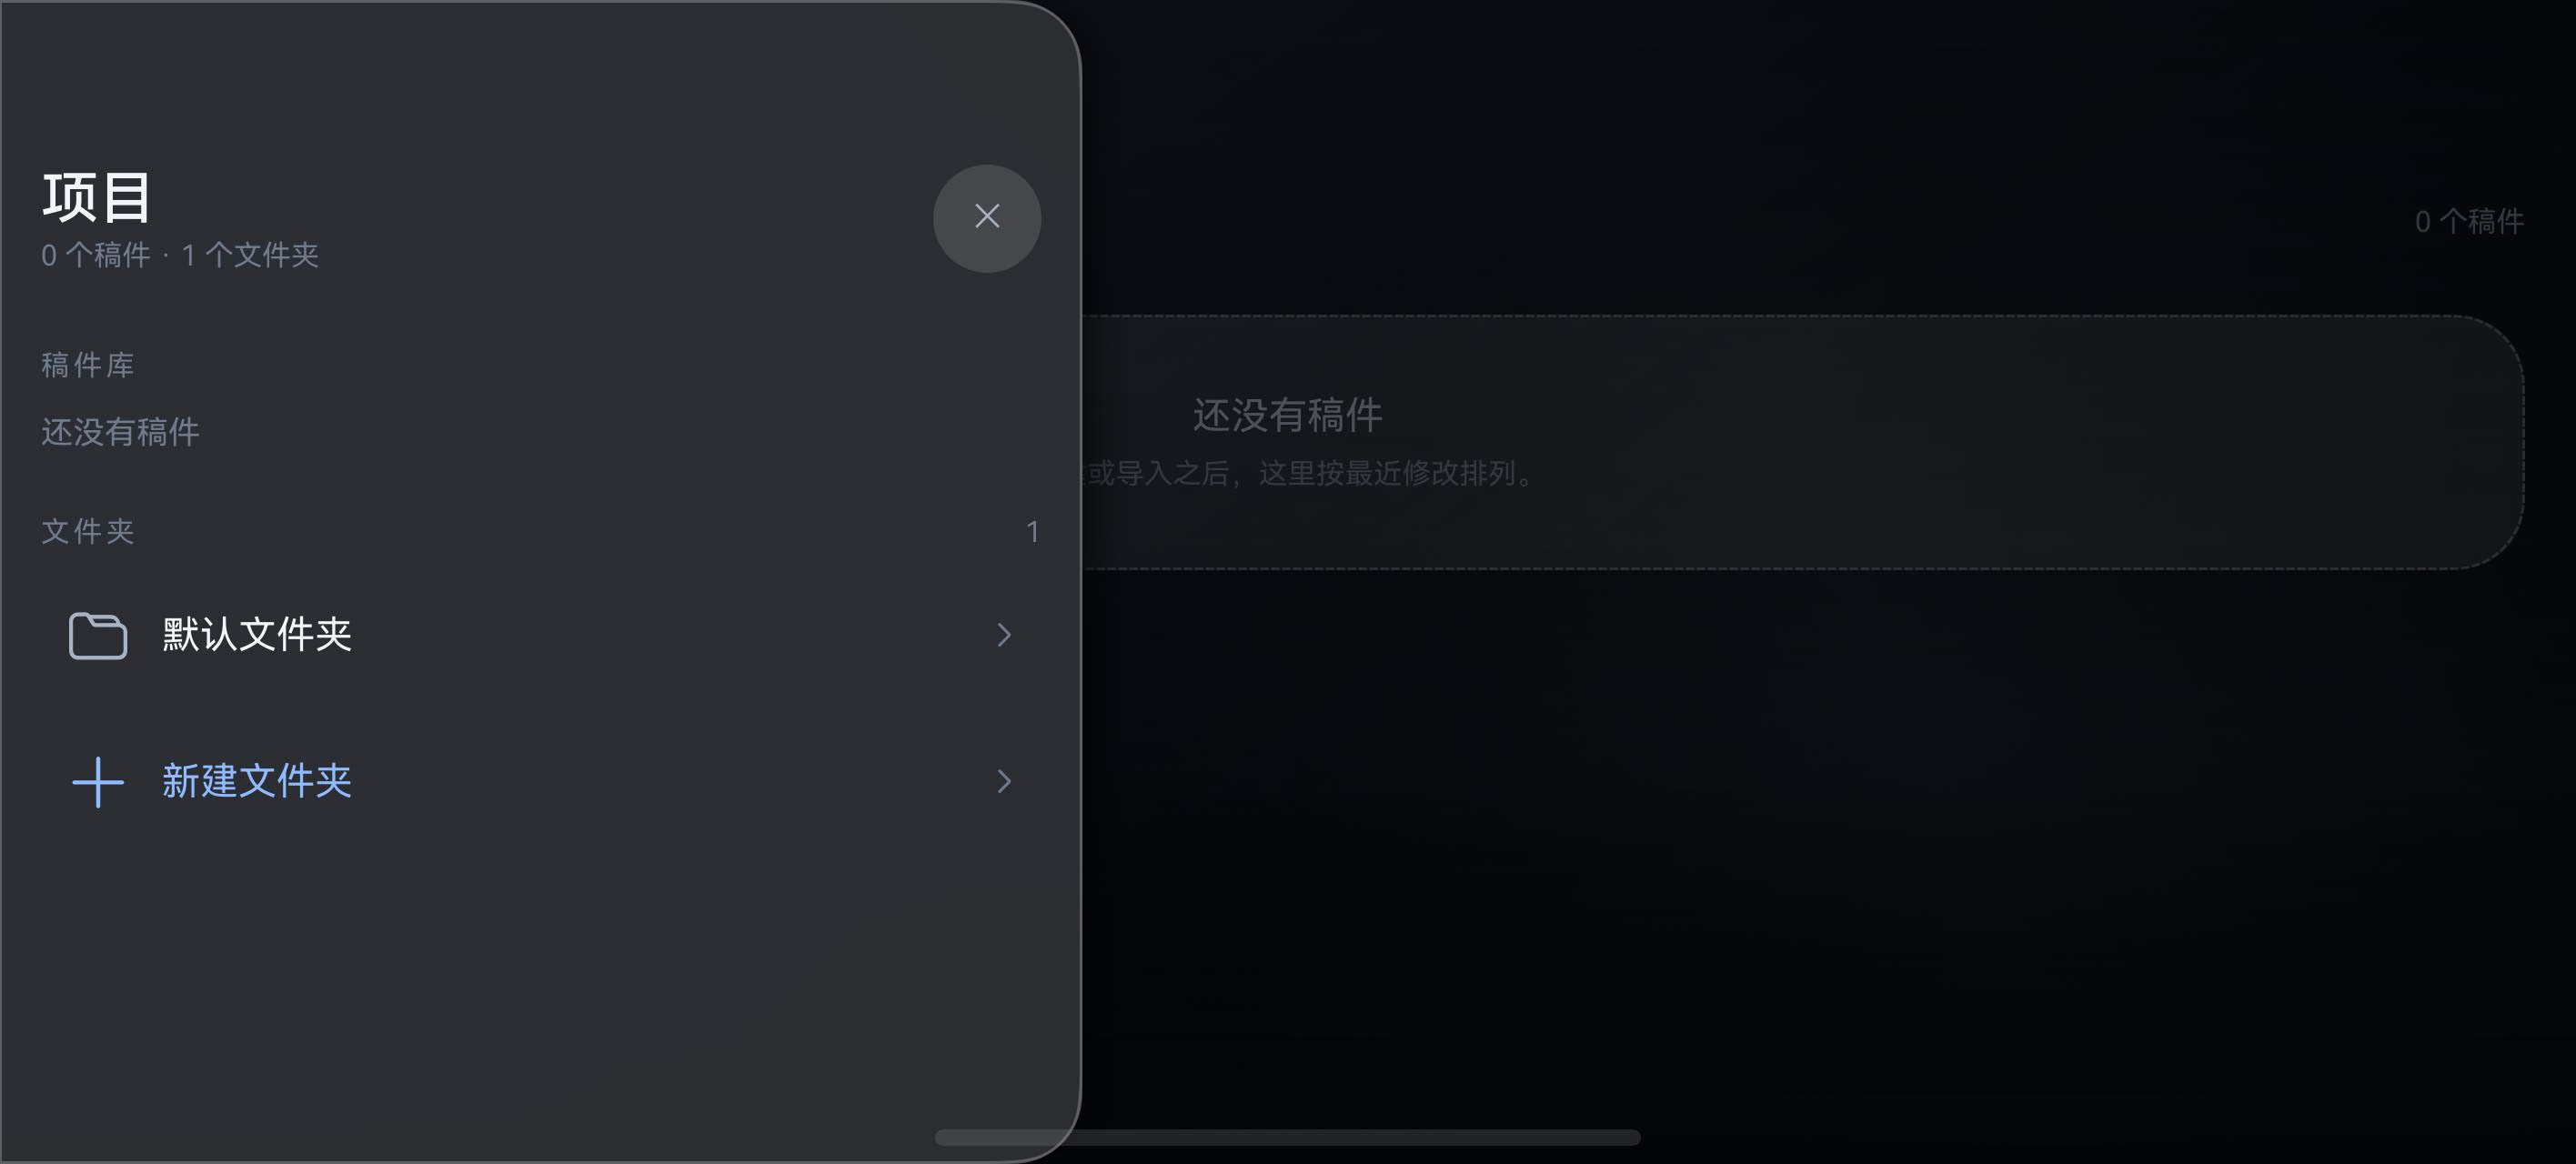 项目
0 个稿件 · 1 个文件夹
稿件库
还没有稿件
文件夹
1
默认文件夹
新建文件夹
0 个稿件
还没有稿件
或导入之后，这里按最近修改排列。